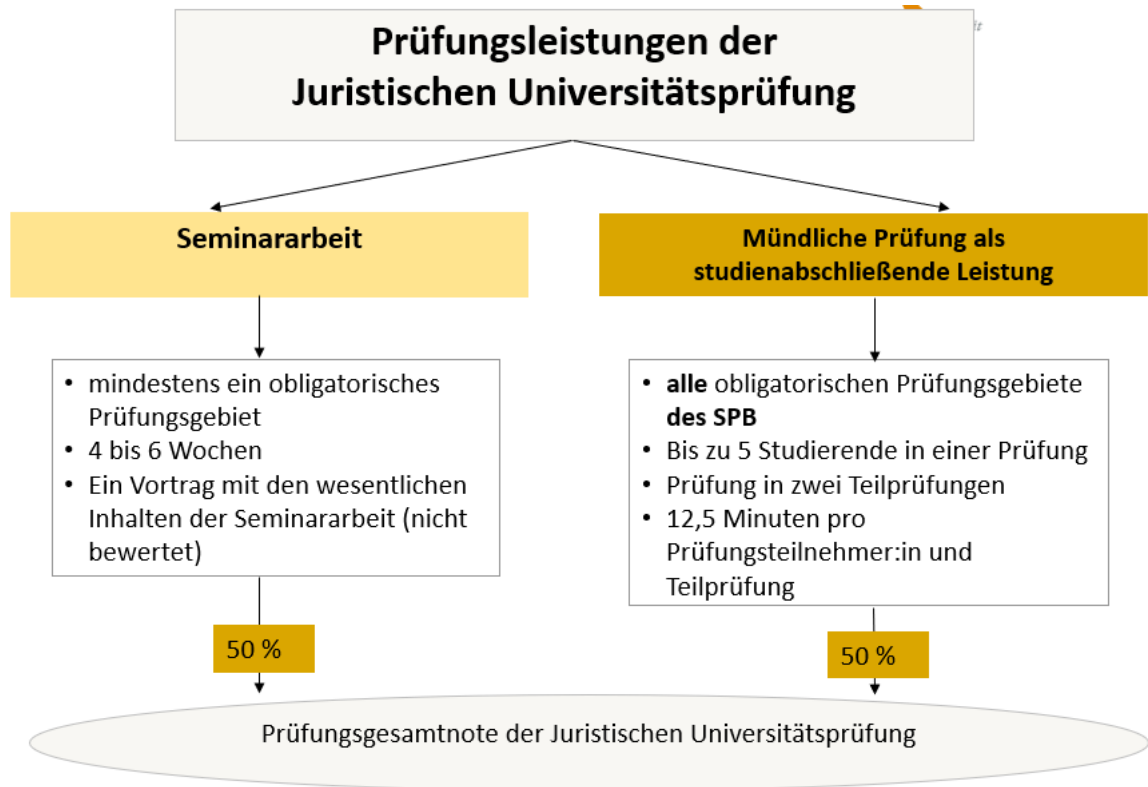 Prüfungsleistungen der
Juristischen Universitätsprüfung
Seminararbeit
• mindestens ein obligatorisches
Prüfungsgebiet
• 4 bis 6 Wochen
• Ein Vortrag mit den wesentlichen
Inhalten der Seminararbeit (nicht
bewertet)
50 %
Mündliche Prüfung als
studienabschließende Leistung
• alle obligatorischen Prüfungsgebiete
des SPB
• Bis zu 5 Studierende in einer Prüfung
• Prüfung in zwei Teilprüfungen
• 12,5 Minuten pro
Prüfungsteilnehmer:in und
Teilprüfung
50 %
Prüfungsgesamtnote der Juristischen Universitätsprüfung